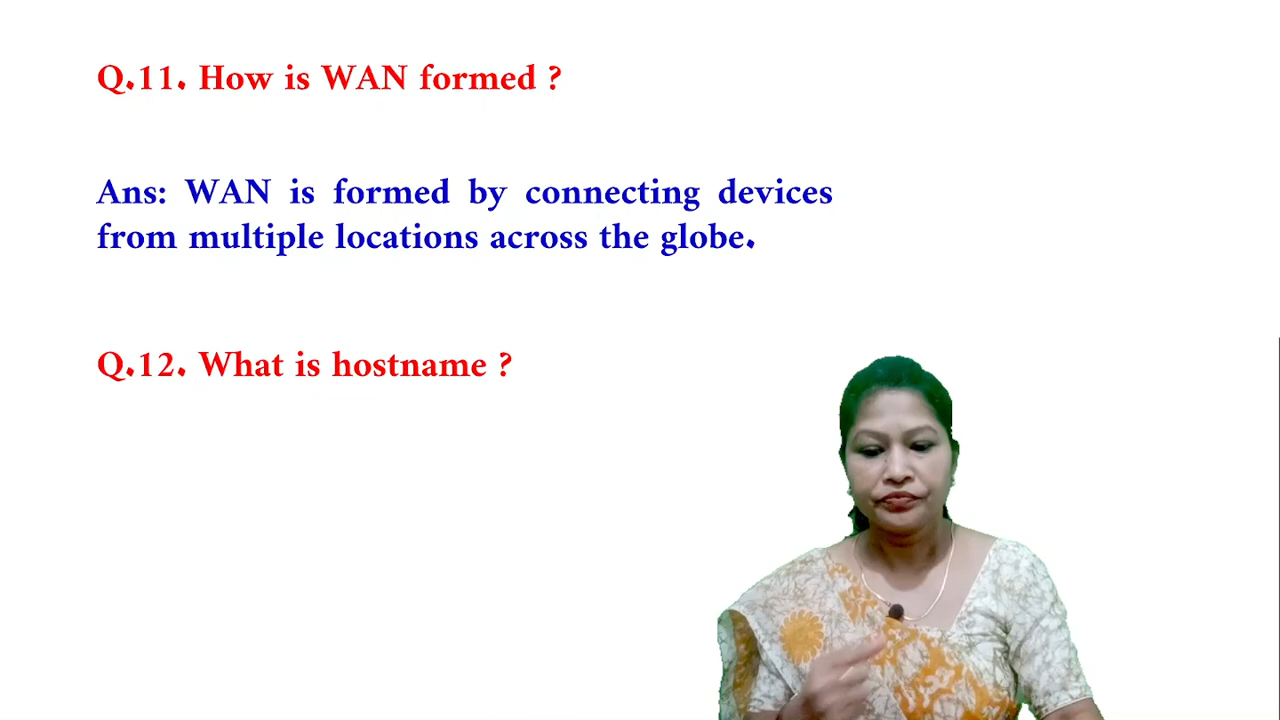 Q.11. How is WAN formed ?
Ans: WAN is formed by connecting devices
from multiple locations across the globe.
Q.12. What is hostname ?